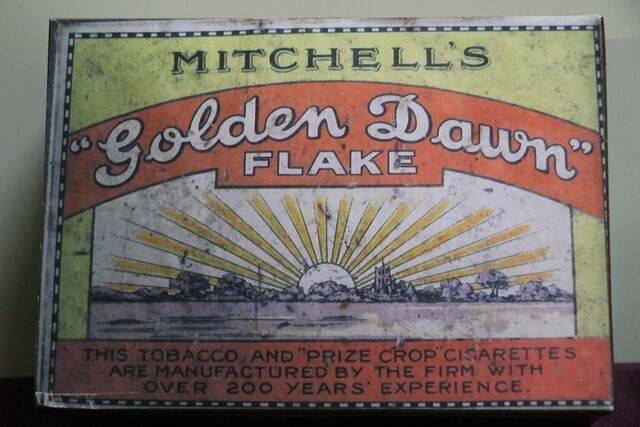 MITCHELL'S
"Golden Dawn"
FLAKE
THIS TOBACCO, AND "PRIZE CROP" CIGARETTES
ARE MANUFACTURED BY THE FIRM WITH
OVER 200 YEARS' EXPERIENCE.